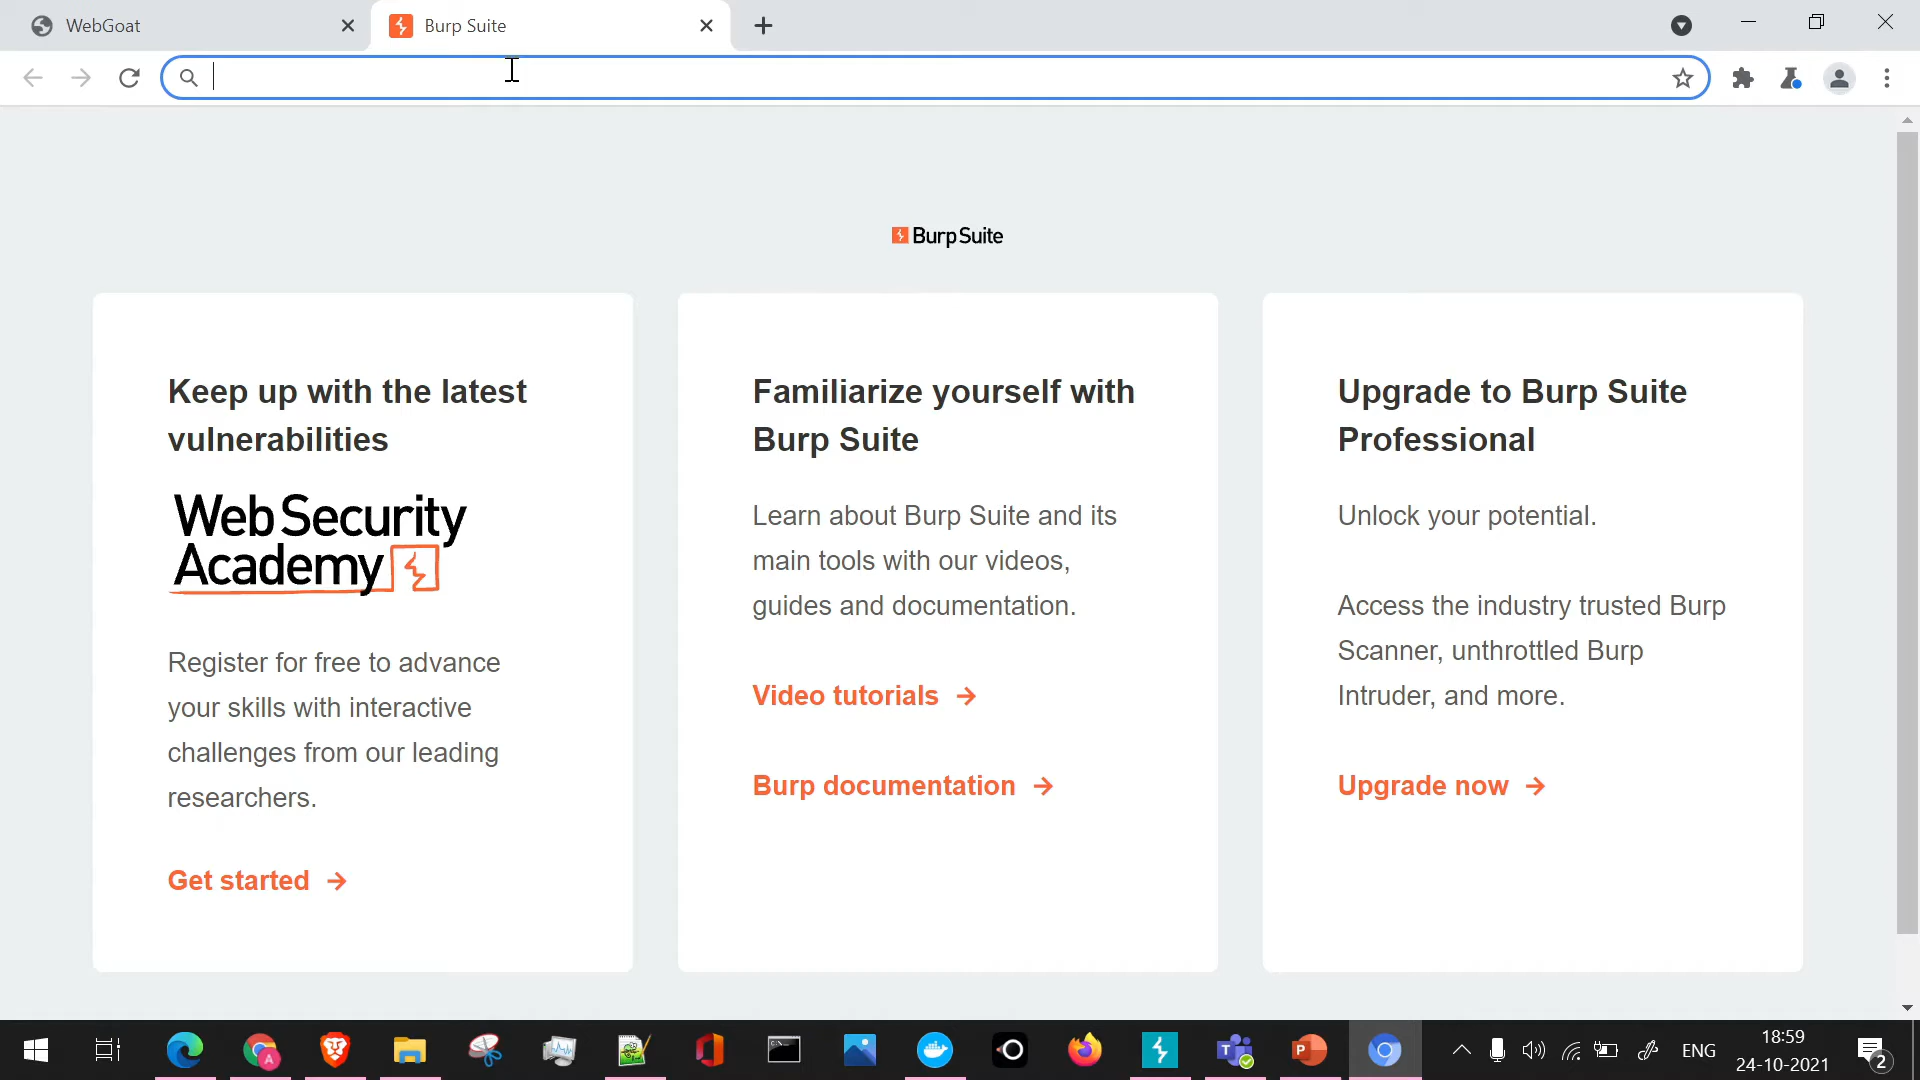 WebGoat
Burp Suite
Burp Suite
Keep up with the latest
vulnerabilities
Web Security
Academy
Register for free to advance
your skills with interactive
challenges from our leading
researchers.
Get started →
Familiarize yourself with
Burp Suite
Learn about Burp Suite and its
main tools with our videos,
guides and documentation.
Video tutorials →
Burp documentation →
Upgrade to Burp Suite
Professional
Unlock your potential.
Access the industry trusted Burp
Scanner, unthrottled Burp
Intruder, and more.
Upgrade now →
A
T
P
ENG
18:59
24-10-2021
2